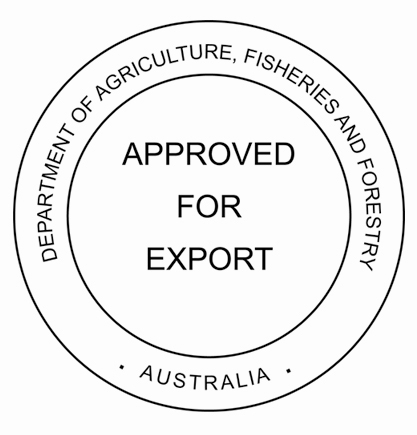 DEPARTMENT OF AGRICULTURE, FISHERIES AND FORESTRY
APPROVED
FOR
EXPORT
· AUSTRALIA ·